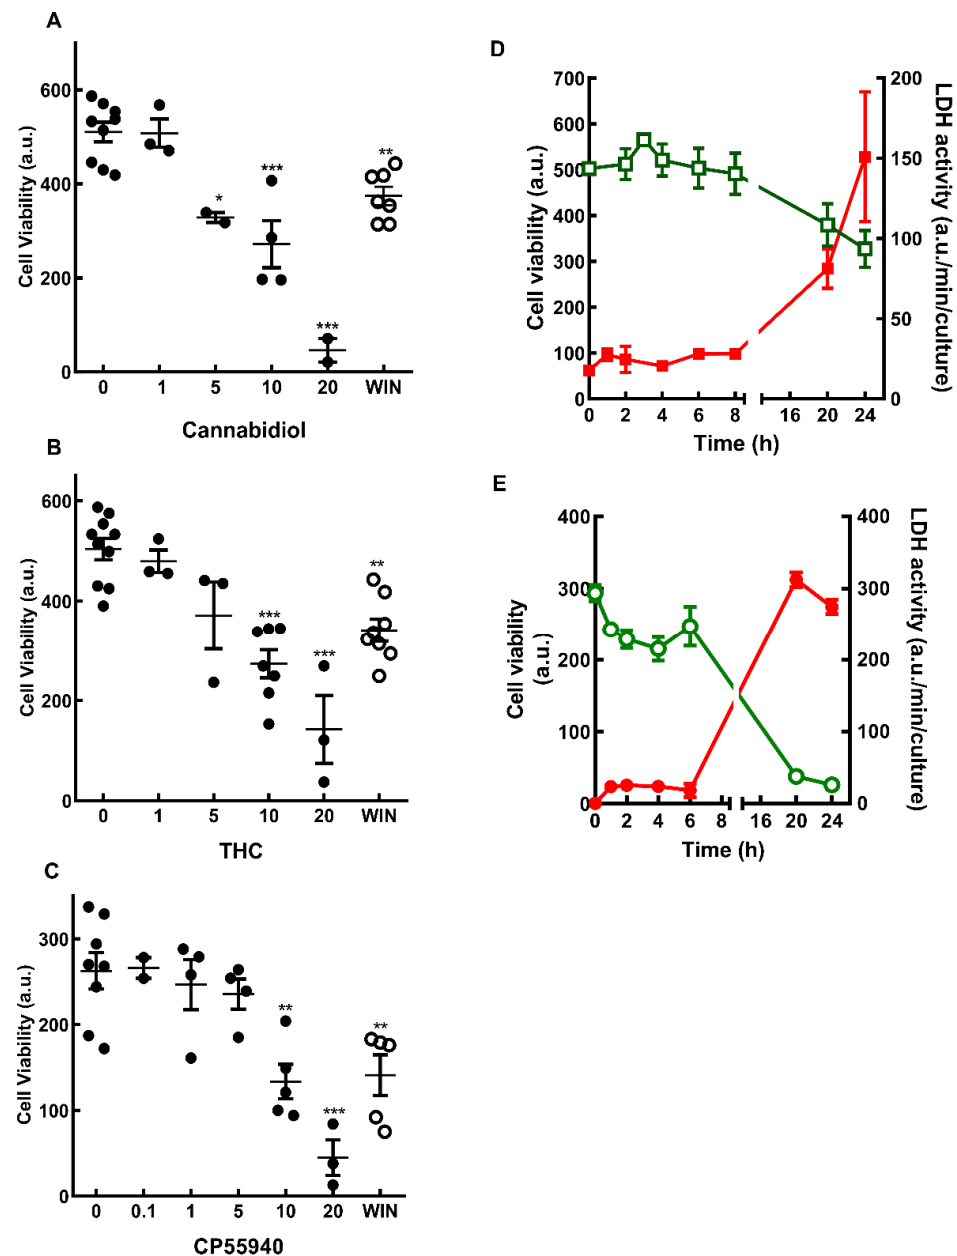 A
Cell Viability (a.u.)
600
400
200
0
***
**
*
***
0 1 5 10 20 WIN
Cannabidiol
B
Cell Viability (a.u.)
600
400
200
0
**
***
***
0 1 5 10 20 WIN
THC
C
Cell Viability (a.u.)
300
200
100
0
**
**
***
0 0.1 1 5 10 20 WIN
CP55940
D
Cell viability (a.u.)
700
600
500
400
300
200
100
0
200
150
100
50
0
LDH activity
(a.u./min/culture)
0 2 4 6 8 16 20 24
Time (h)
E
Cell viability
(a.u.)
400
300
200
100
0
400
300
200
100
0
LDH activity (a.u./min/culture)
0 2 4 6 8 16 20 24
Time (h)